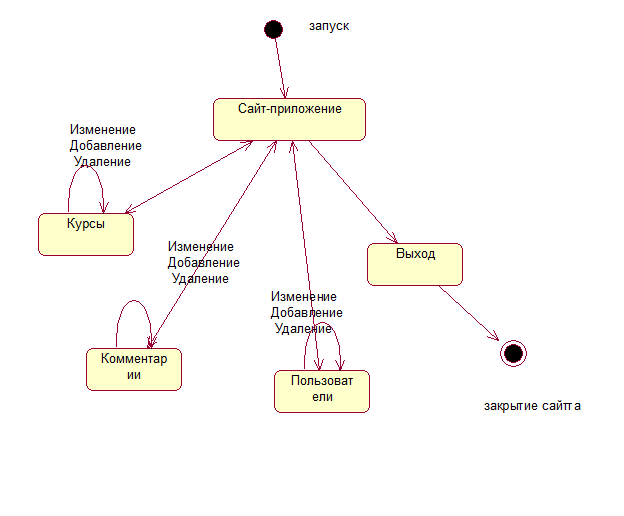 запуск
Сайт-приложение
Изменение
Добавление
Удаление
Курсы
Изменение
Добавление
Удаление
Выход
Изменение
Добавление
Удаление
Комментар
ии
Пользоват
ели
закрытие сайтта